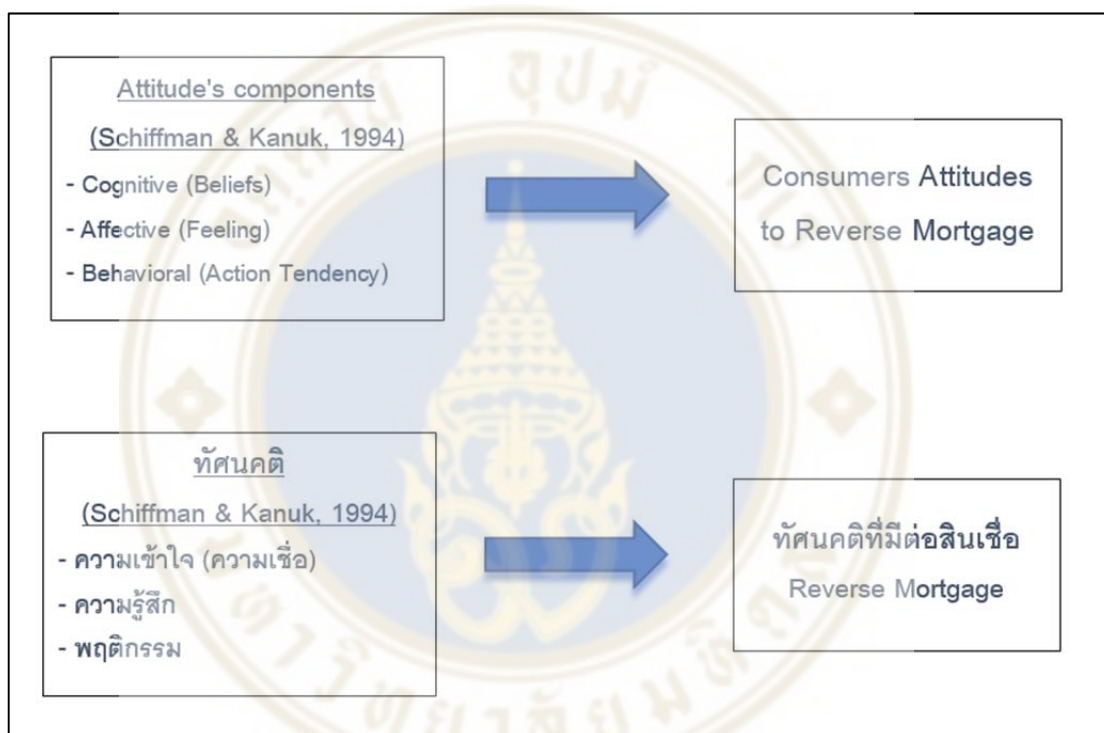 Attitude's components
(Schiffman & Kanuk, 1994)
- Cognitive (Beliefs)
- Affective (Feeling)
- Behavioral (Action Tendency)
Consumers Attitudes
to Reverse Mortgage
ทัศนคติ
(Schiffman & Kanuk, 1994)
- ความเข้าใจ (ความเชื่อ)
- ความรู้สึก
- พฤติกรรม
ทัศนคติที่มีต่อสินเชื่อ
Reverse Mortgage